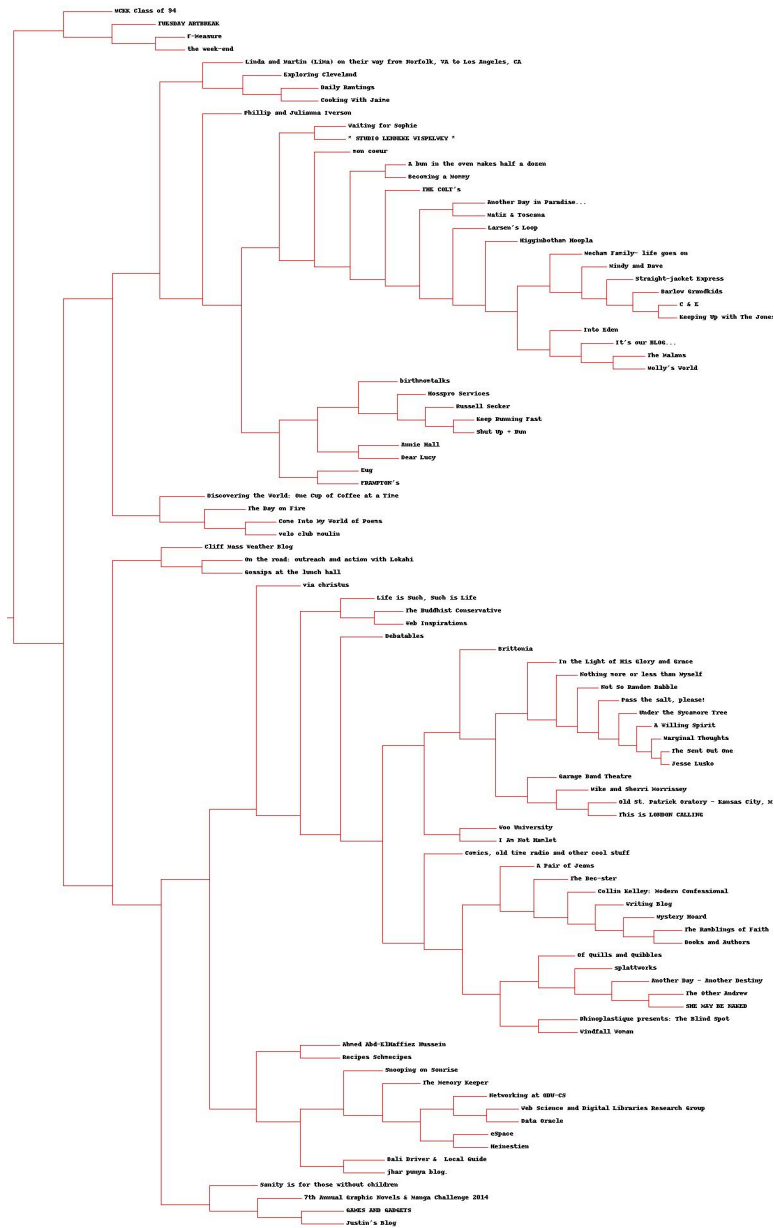 MCKK Class of 94
TUESDAY ARTBREAK
F-Measure
the week-end
Linda and Martin (LiMa) on their way from Norfolk, VA to Los Angeles, CA
Exploring Cleveland
Daily Rantings
Cooking With Jaime
Phillip and Julianna Iverson
Waiting for Sophie
* STUDIO LENNEKE WISPELWEY *
mon coeur
A bun in the oven makes half a dozen
Becoming a Mommy
THE COLT's
Another Day in Paradise...
Matiz & Toscana
Larsen's Loop
Higginbotham Hoopla
Mecham Family- life goes on
Mindy and Dave
Straight-jacket Express
Barlow Grandkids
C & E
Keeping Up with The Jones
Into Eden
It's our BLOG...
The Malans
Molly's World
birthmomtalks
Mosspro Services
Russell Secker
Keep Running Fast
Shut Up + Run
Annie Hall
Dear Lucy
Eug
FRAMPTON's
Discovering the World: One Cup of Coffee at a Time
The Day on Fire
Come Into My World of Poems
velo club moulin
Cliff Mass Weather Blog
On the road: outreach and action with Lokahi
Gossips at the lunch hall
via christus
Life is Such, Such is Life
The Buddhist Conservative
Web Inspirations
Debatables
Brittonia
In the Light of His Glory and Grace
Nothing more or less than Myself
Not So Random Babble
Pass the salt, please!
Under the Sycamore Tree
A Willing Spirit
Marginal Thoughts
The Sent Out One
Jesse Lusko
Garage Band Theatre
Mike and Sherri Morrissey
Old St. Patrick Oratory - Kansas City, M
This is LONDON CALLING
Woo University
I Am Not Hamlet
Comics, old time radio and other cool stuff
A Pair of Jeans
The Bec-ster
Collin Kelley: Modern Confessional
Writing Blog
Mystery Hoard
The Ramblings of Faith
Books and Authors
Of Quills and Quibbles
splattworks
Another Day - Another Destiny
The Other Andrew
SHE MAY BE NAKED
Rhinoplastique presents: The Blind Spot
Windfall Woman
Ahmed Abd-ElHaffiez Hussein
Recipes Schmecipes
Snooping on Sonrise
The Memory Keeper
Networking at ODU-CS
Web Science and Digital Libraries Research Group
Data Oracle
eSpace
Heinestien
Bali Driver &  Local Guide
jhar punya blog.
Sanity is for those without children
7th Annual Graphic Novels & Manga Challenge 2014
GAMES AND GADGETS
Justin's Blog